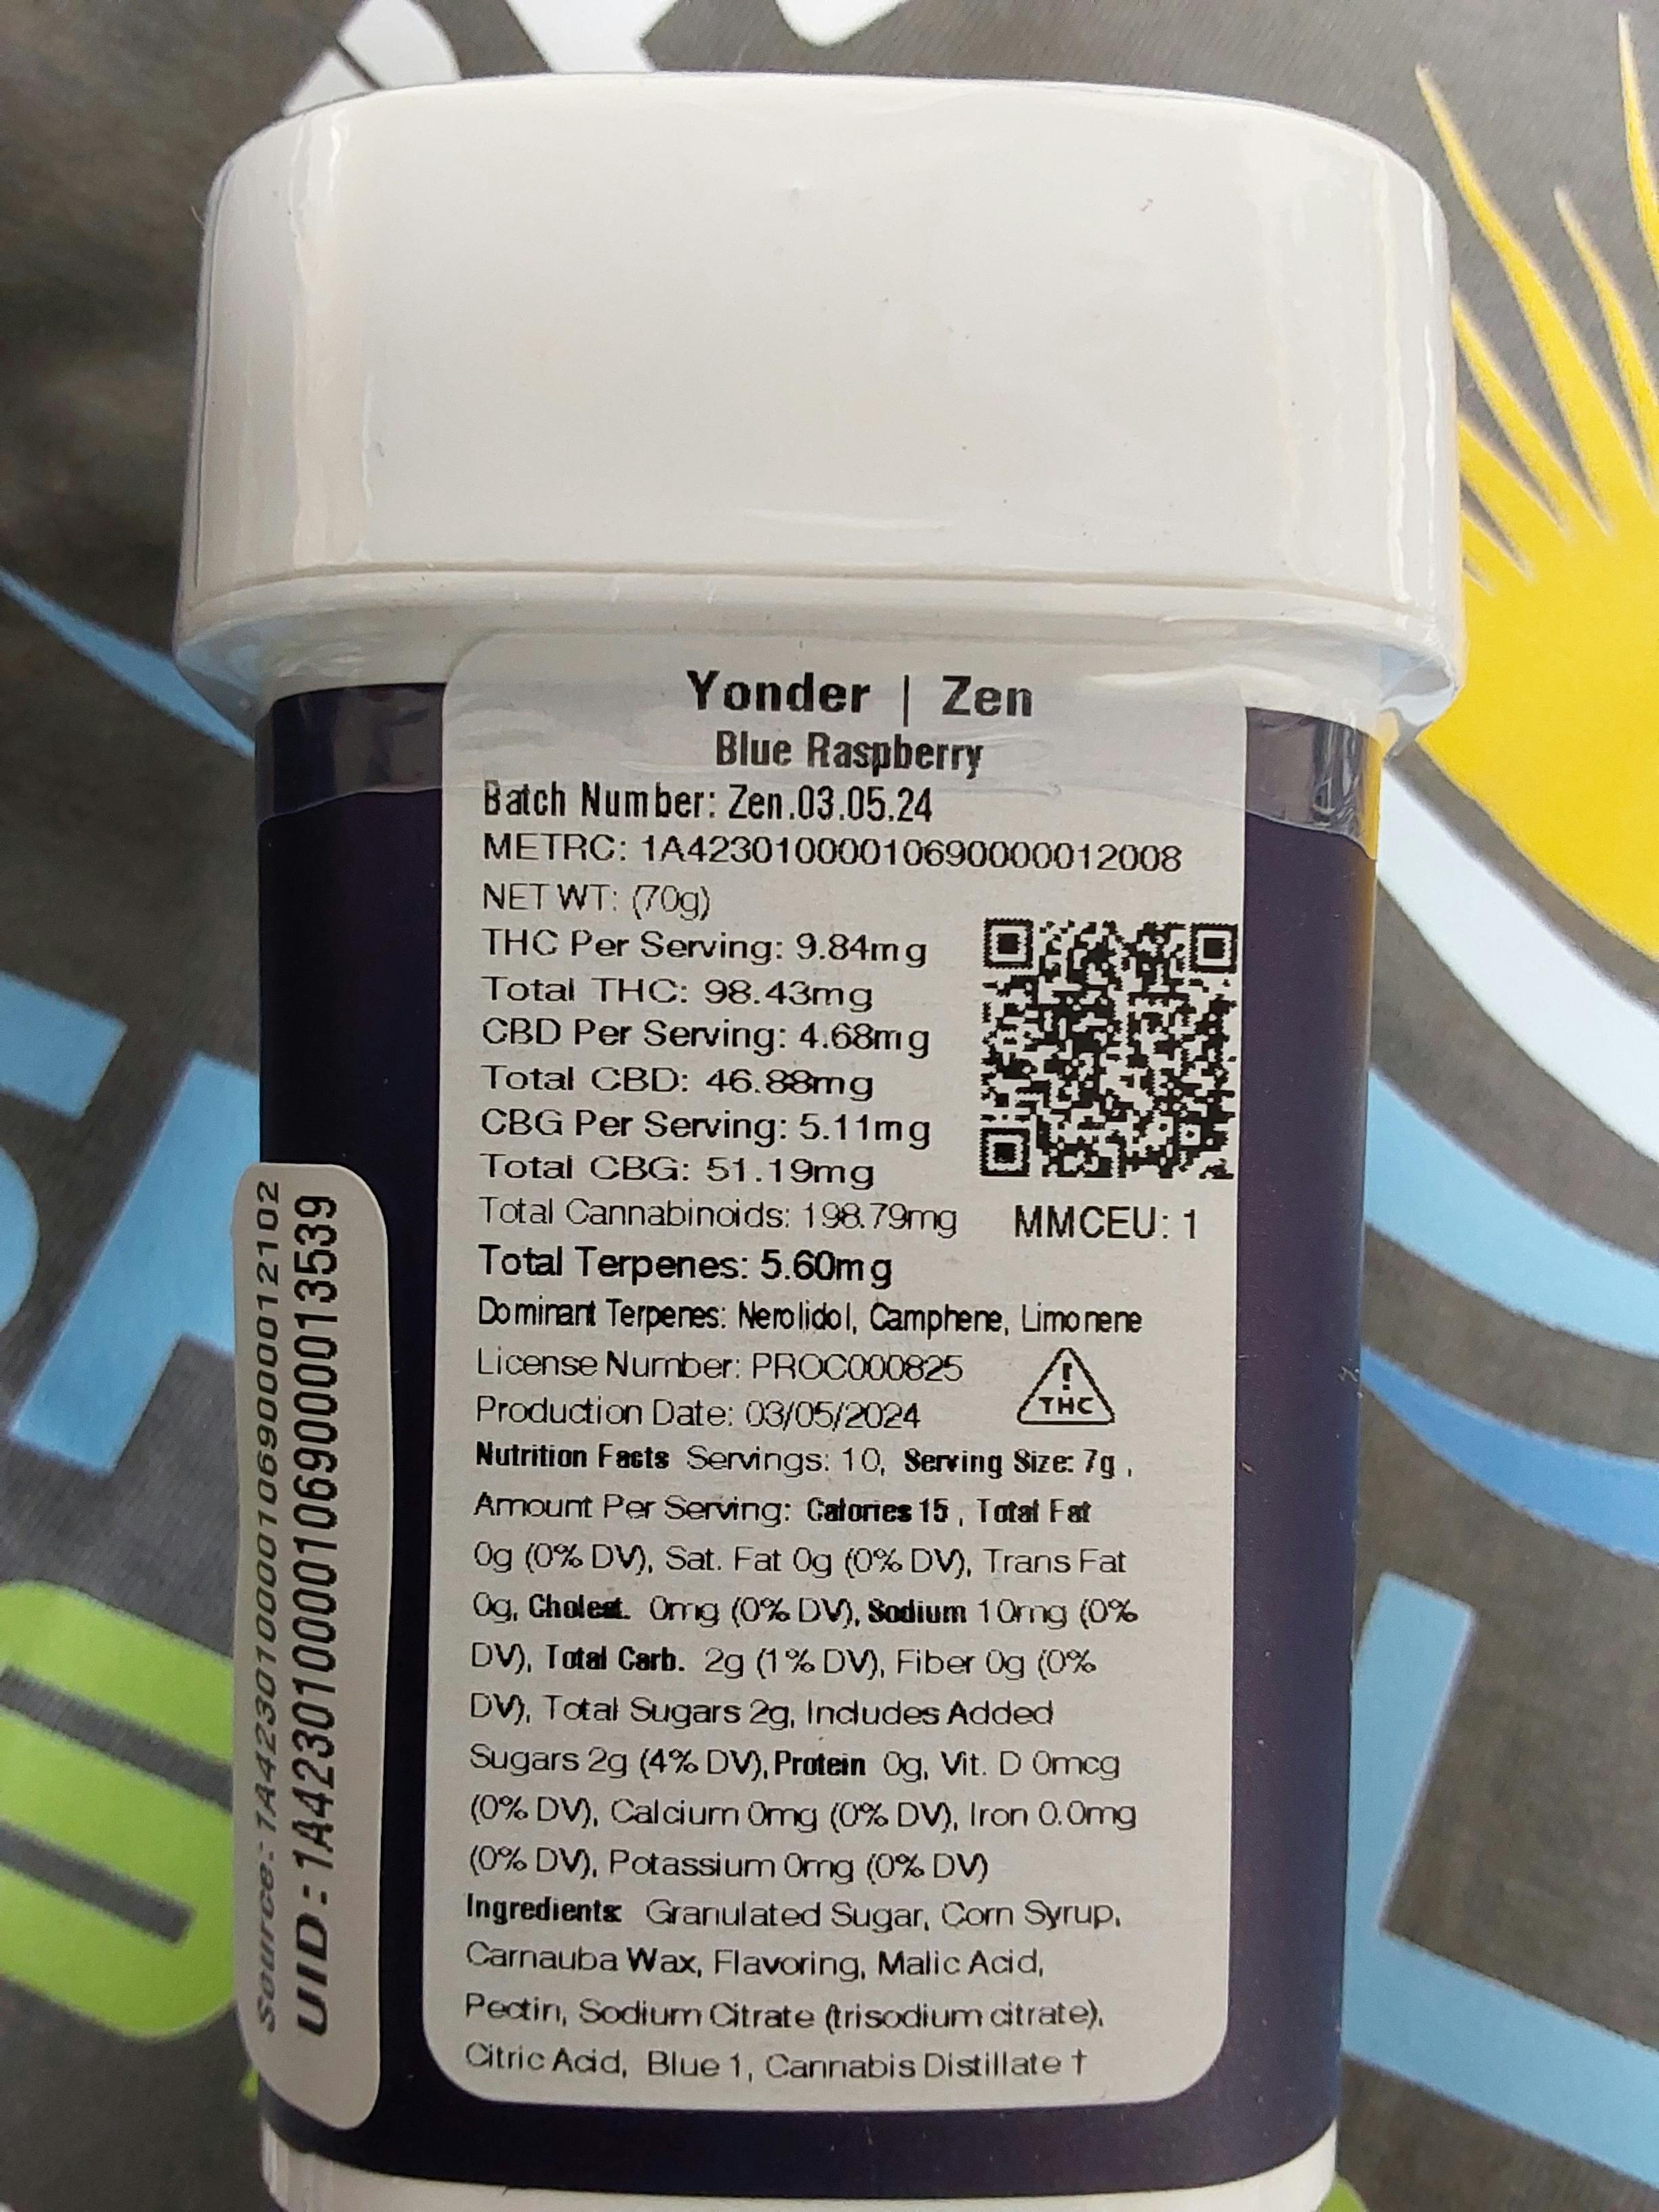 Yonder | Zen
Blue Raspberry
Batch Number: Zen.03.05.24
METRC: 1A4230100001069000012008
NET WT: (70g)
THC Per Serving: 9.84mg
Total THC: 98.43mg
CBD Per Serving: 4.68mg
Total CBD: 46.88mg
CBG Per Serving: 5.11mg
Total CBG: 51.19mg
Total Cannabinoids: 198.79mg
MMCEU: 1
Total Terpenes: 5.60mg
Dominant Terpenes: Nerolidol, Camphene, Limonene
License Number: PROC000825
! THC
Production Date: 03/05/2024
Nutrition Facts Servings: 10, Serving Size: 7g ,
Amount Per Serving: Calories 15 , Total Fat
0g (0% DV), Sat. Fat 0g (0% DV), Trans Fat
0g, Cholest. 0mg (0% DV), Sodium 10mg (0%
DV), Total Carb. 2g (1% DV), Fiber 0g (0%
DV), Total Sugars 2g, Includes Added
Sugars 2g (4% DV), Protein 0g, Vit. D 0mcg
(0% DV), Calcium 0mg (0% DV), Iron 0.0mg
(0% DV), Potassium 0mg (0% DV)
Ingredients: Granulated Sugar, Corn Syrup,
Carnauba Wax, Flavoring, Malic Acid,
Pectin, Sodium Citrate (trisodium citrate),
Citric Acid, Blue 1, Cannabis Distillate †
Source: 1A4230100001069000012102
UID: 1A4230100001069000013539